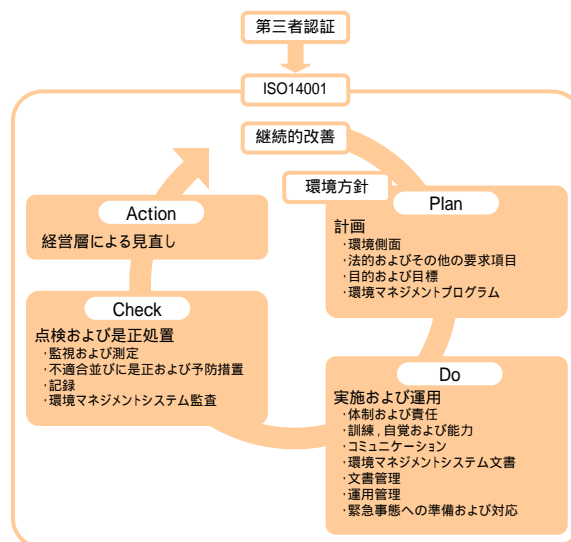 第三者認証
ISO14001
継続的改善
環境方針
Plan
計画
・環境側面
・法的およびその他の要求項目
・目的および目標
・環境マネジメントプログラム
Do
実施および運用
・体制および責任
・訓練,自覚および能力
・コミュニケーション
・環境マネジメントシステム文書
・文書管理
・運用管理
・緊急事態への準備および対応
Check
点検および是正処置
・監視および測定
・不適合並びに是正および予防措置
・記録
・環境マネジメントシステム監査
Action
経営層による見直し